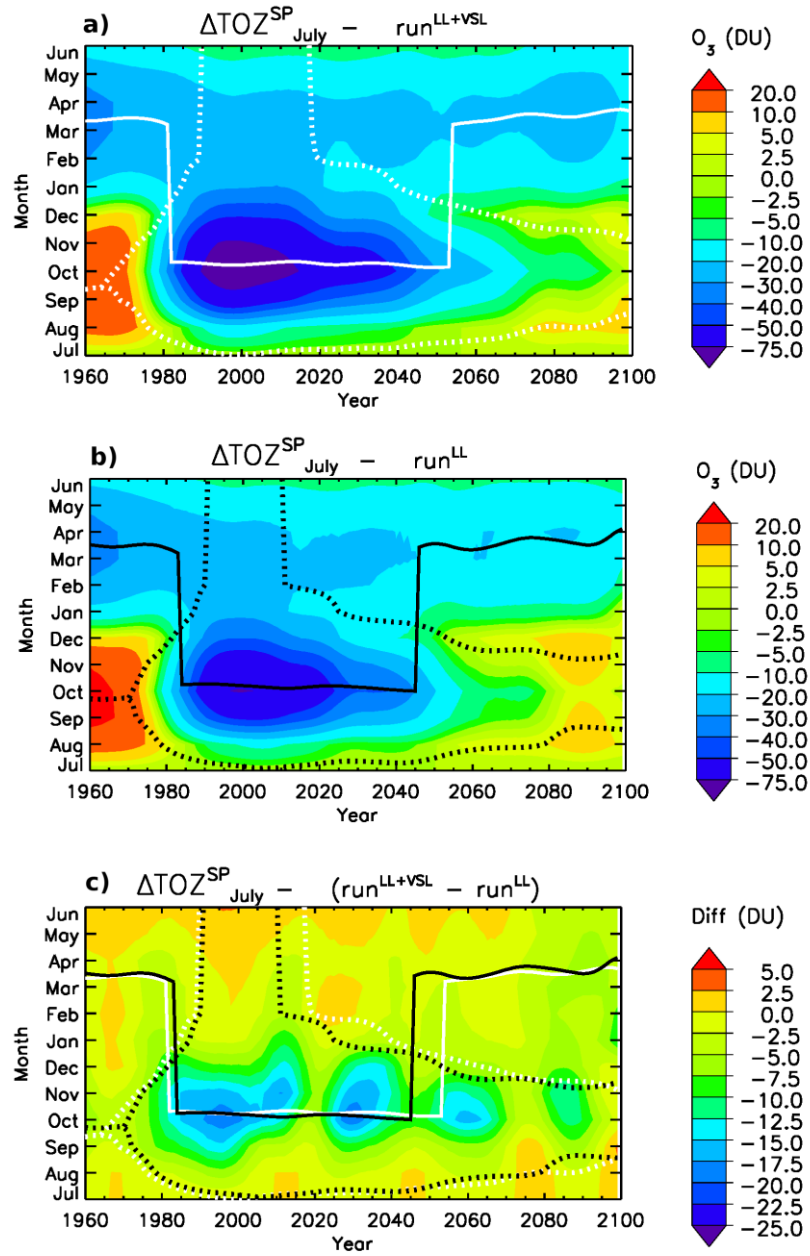 a) ΔTOZ^SP_July − run^LL+VSL
O₃ (DU)
Jun
May
Apr
Mar
Feb
Jan
Dec
Nov
Oct
Sep
Aug
Jul
Month
1960 1980 2000 2020 2040 2060 2080 2100
Year
20.0
10.0
5.0
2.5
0.0
−2.5
−5.0
−10.0
−20.0
−30.0
−40.0
−50.0
−75.0
b) ΔTOZ^SP_July − run^LL
O₃ (DU)
Jun
May
Apr
Mar
Feb
Jan
Dec
Nov
Oct
Sep
Aug
Jul
Month
1960 1980 2000 2020 2040 2060 2080 2100
Year
20.0
10.0
5.0
2.5
0.0
−2.5
−5.0
−10.0
−20.0
−30.0
−40.0
−50.0
−75.0
c) ΔTOZ^SP_July − (run^LL+VSL − run^LL)
Diff (DU)
Jun
May
Apr
Mar
Feb
Jan
Dec
Nov
Oct
Sep
Aug
Jul
Month
1960 1980 2000 2020 2040 2060 2080 2100
Year
5.0
2.5
0.0
−2.5
−5.0
−7.5
−10.0
−12.5
−15.0
−17.5
−20.0
−22.5
−25.0